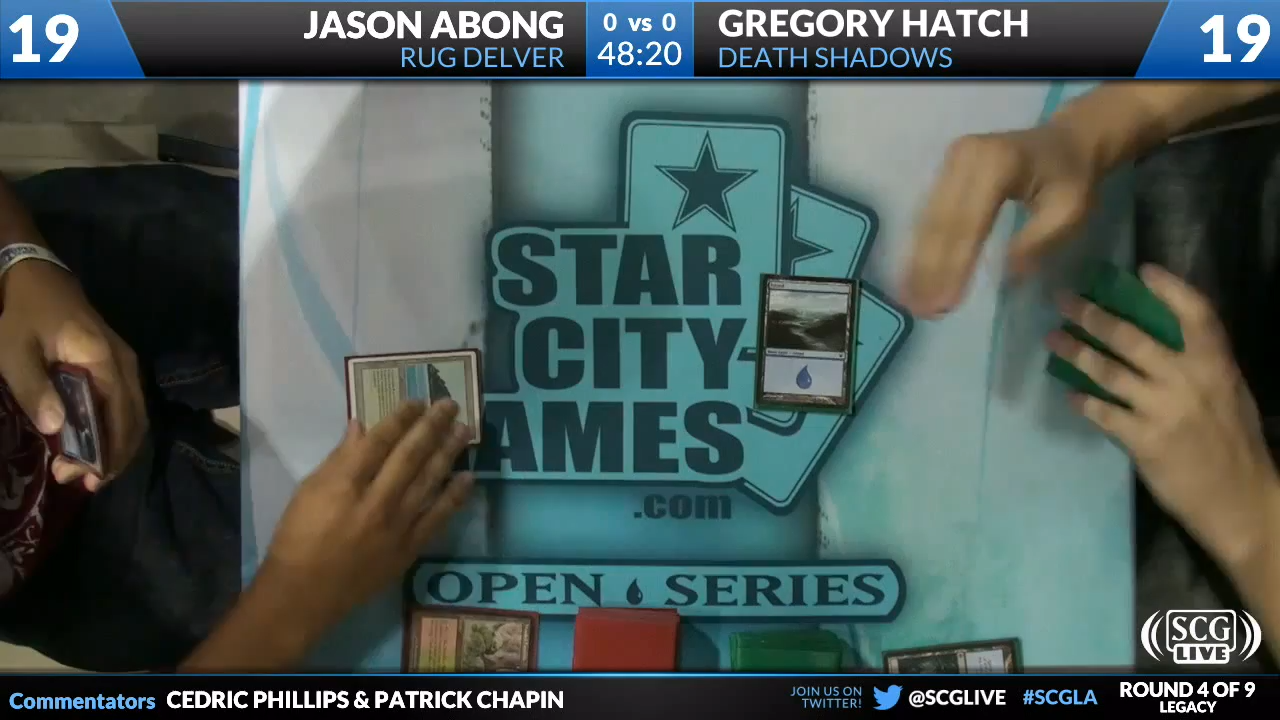 19
JASON ABONG
RUG DELVER
0 vs 0
48:20
GREGORY HATCH
DEATH SHADOWS
19
STAR
CITY
AMES
.com
OPEN SERIES
SCG
LIVE
Commentators CEDRIC PHILLIPS & PATRICK CHAPIN
JOIN US ON
TWITTER!
@SCGLIVE
#SCGLA
ROUND 4 OF 9
LEGACY